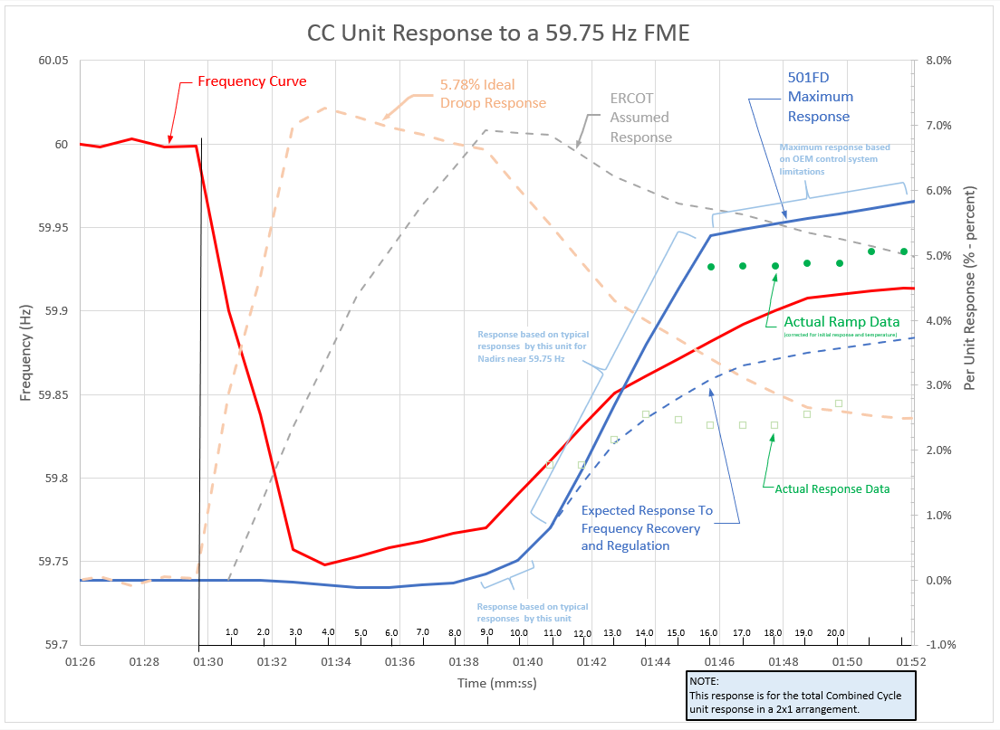 CC Unit Response to a 59.75 Hz FME
60.05
60
59.95
59.9
59.85
59.8
59.75
59.7
Frequency (Hz)
8.0%
7.0%
6.0%
5.0%
4.0%
3.0%
2.0%
1.0%
0.0%
-1.0%
Per Unit Response (% - percent)
Frequency Curve
5.78% Ideal
Droop Response
ERCOT
Assumed
Response
501FD
Maximum
Response
Maximum response based
on OEM control system
limitations
Response based on typical
responses by this unit for
Nadirs near 59.75 Hz
Actual Ramp Data
(corrected for initial response and temperature)
Actual Response Data
Expected Response To
Frequency Recovery
and Regulation
Response based on typical
responses by this unit
1.0 2.0 3.0 4.0 5.0 6.0 7.0 8.0 9.0 10.0 11.0 12.0 13.0 14.0 15.0 16.0 17.0 18.0 19.0 20.0
01:26 01:28 01:30 01:32 01:34 01:36 01:38 01:40 01:42 01:44 01:46 01:48 01:50 01:52
Time (mm:ss)
NOTE:
This response is for the total Combined Cycle
unit response in a 2x1 arrangement.